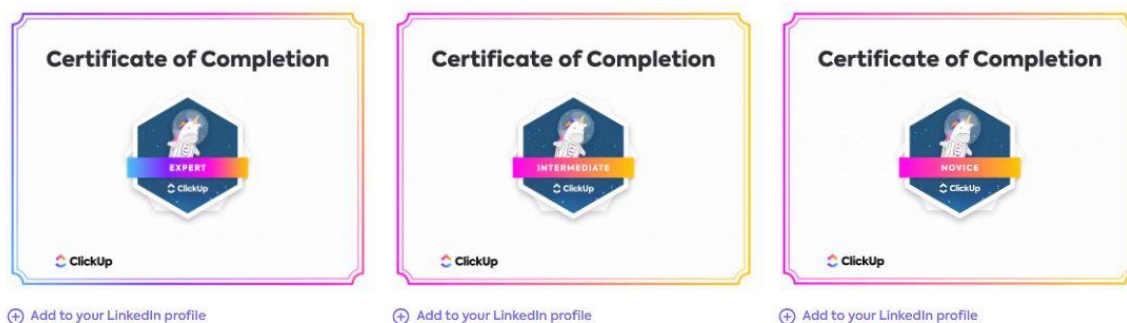 Certificate of Completion
EXPERT
ClickUp
ClickUp
Add to your LinkedIn profile
Certificate of Completion
INTERMEDIATE
ClickUp
ClickUp
Add to your LinkedIn profile
Certificate of Completion
NOVICE
ClickUp
ClickUp
Add to your LinkedIn profile